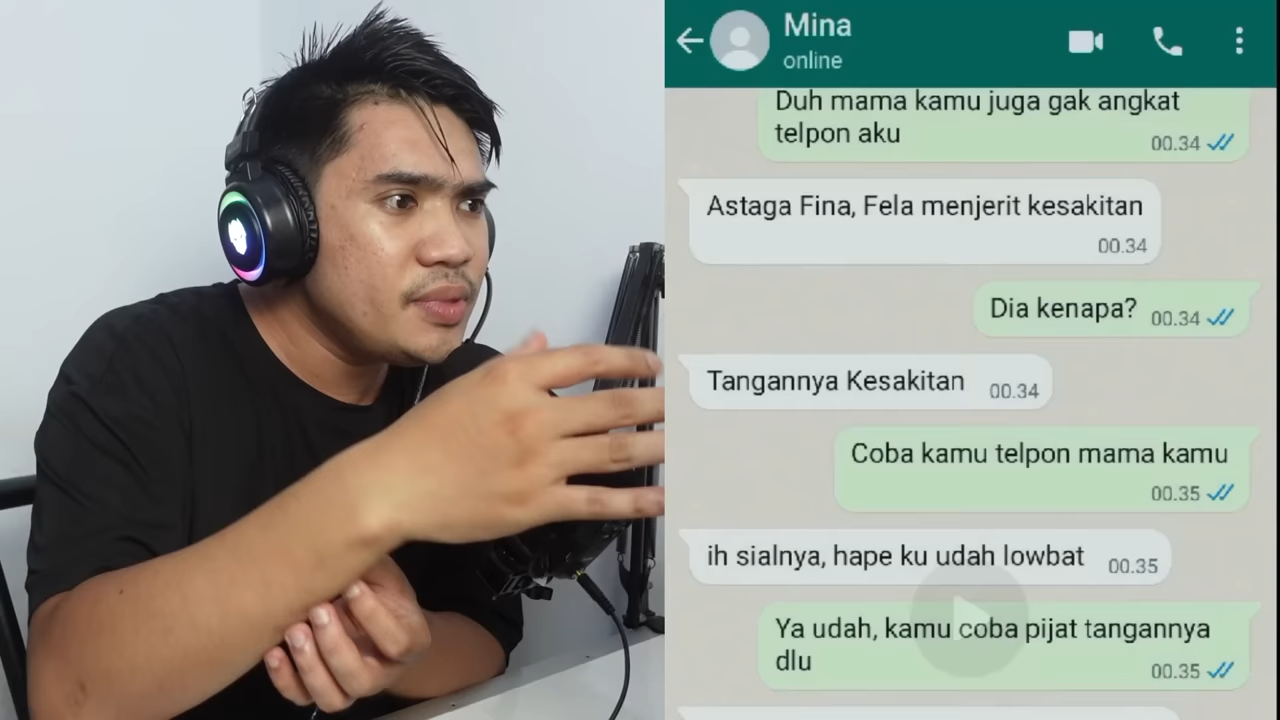 Mina
online
Duh mama kamu juga gak angkat
telpon aku
00.34
Astaga Fina, Fela menjerit kesakitan
00.34
Dia kenapa? 00.34
Tangannya Kesakitan 00.34
Coba kamu telpon mama kamu
00.35
ih sialnya, hape ku udah lowbat 00.35
Ya udah, kamu coba pijat tangannya
dlu
00.35